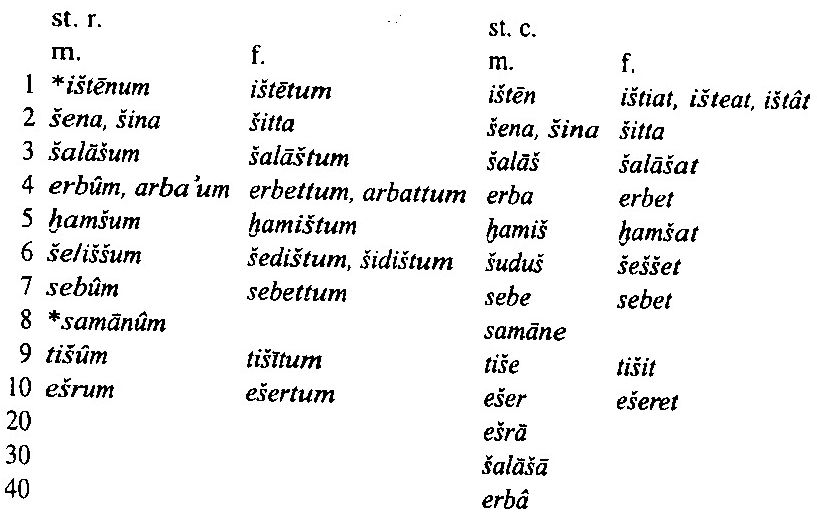 st. r. st. c.
m. f. m. f.
1 *ištēnum ištētum ištēn ištiat, išteat, ištât
2 šena, šina šitta šena, šina šitta
3 šalāšum šalāštum šalāš šalāšat
4 erbûm, arba'um erbettum, arbattum erba erbet
5 ḫamšum ḫamištum ḫamiš ḫamšat
6 še/iššum šedištum, šidištum šuduš šeššet
7 sebûm sebettum sebe sebet
8 *samānûm samāne
9 tišûm tišītum tiše tišit
10 ešrum ešertum ešer ešeret
20 ešrā
30 šalāšā
40 erbâ